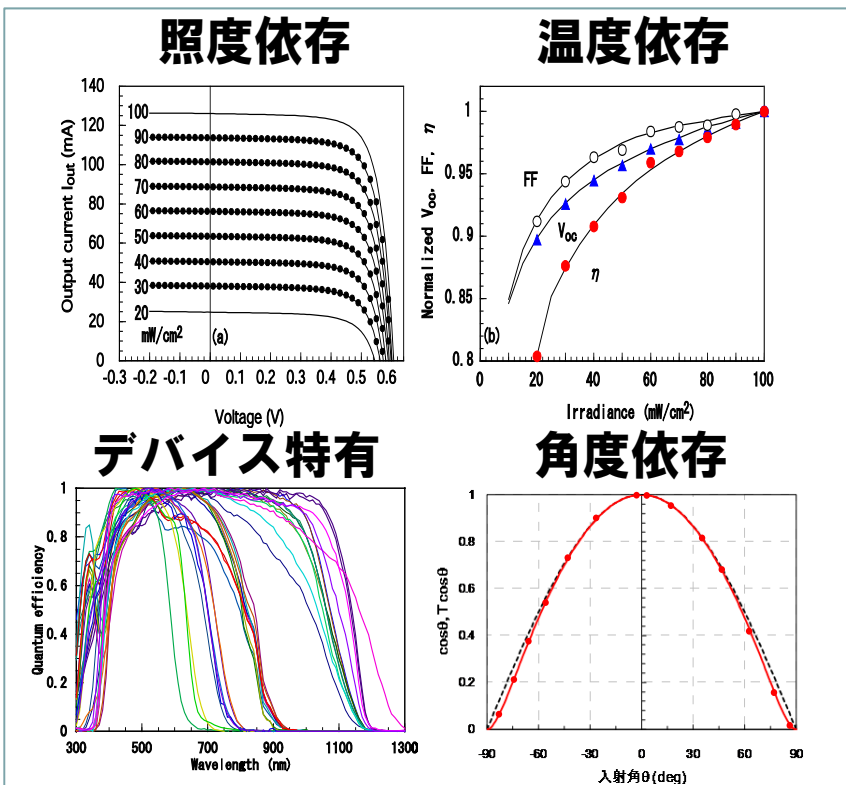 照度依存
Output current Iout (mA)
140
120
100
80
60
40
20
0
100
90
80
70
60
50
40
30
20
mW/cm2
(a)
-0.3 -0.2 -0.1 0 0.1 0.2 0.3 0.4 0.5 0.6
Voltage (V)
温度依存
Normalized Voc, FF, η
1
0.95
0.9
0.85
0.8
FF
Voc
η
(b)
0 20 40 60 80 100
Irradiance (mW/cm2)
デバイス特有
Quantum efficiency
1
0.8
0.6
0.4
0.2
0
300 500 700 900 1100 1300
Wavelength (nm)
角度依存
cosθ, Tcosθ
1
0.8
0.6
0.4
0.2
0
-90 -60 -30 0 30 60 90
入射角θ(deg)